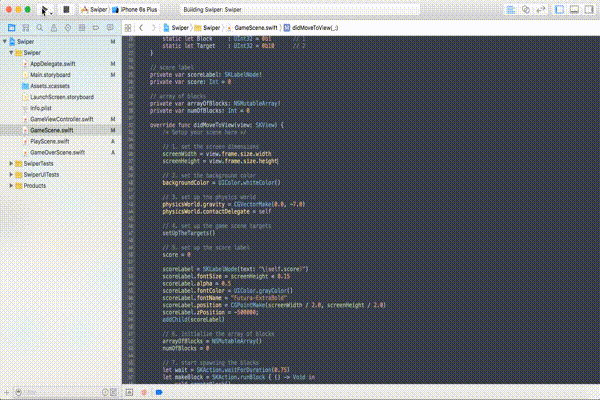 Swiper
iPhone 6s Plus
Building Swiper: Swiper
Swiper
Swiper
GameScene.swift
didMoveToView(_:)
Swiper M
Swiper
AppDelegate.swift M
Main.storyboard M
Assets.xcassets
LaunchScreen.storyboard
Info.plist
GameViewController.swift M
GameScene.swift M
PlayScene.swift A
GameOverScene.swift A
SwiperTests
SwiperUITests
Products
static let Block : UInt32 = 0b1 // 1
static let Target : UInt32 = 0b10 // 2
}
// score label
private var scoreLabel: SKLabelNode!
private var score: Int = 0
// array of blocks
private var arrayOfBlocks: NSMutableArray!
private var numOfBlocks: Int = 0
override func didMoveToView(view: SKView) {
/* Setup your scene here */
// 1. set the screen dimensions
screenWidth = view.frame.size.width
screenHeight = view.frame.size.height
// 2. set the background color
backgroundColor = UIColor.whiteColor()
// 3. set up the physics world
physicsWorld.gravity = CGVectorMake(0.0, -7.0)
physicsWorld.contactDelegate = self
// 4. set up the game scene targets
setUpTheTargets()
// 5. set up the score label
score = 0
scoreLabel = SKLabelNode(text: "\(self.score)")
scoreLabel.fontSize = screenHeight * 0.15
scoreLabel.alpha = 0.5
scoreLabel.fontColor = UIColor.grayColor()
scoreLabel.fontName = "Futura-ExtraBold"
scoreLabel.position = CGPointMake(screenWidth / 2.0, screenHeight / 2.0)
scoreLabel.zPosition = -500000;
addChild(scoreLabel)
// 6. initialize the array of blocks
arrayOfBlocks = NSMutableArray()
numOfBlocks = 0
// 7. start spawning the blocks
let wait = SKAction.waitForDuration(0.75)
let makeBlock = SKAction.runBlock { () -> Void in